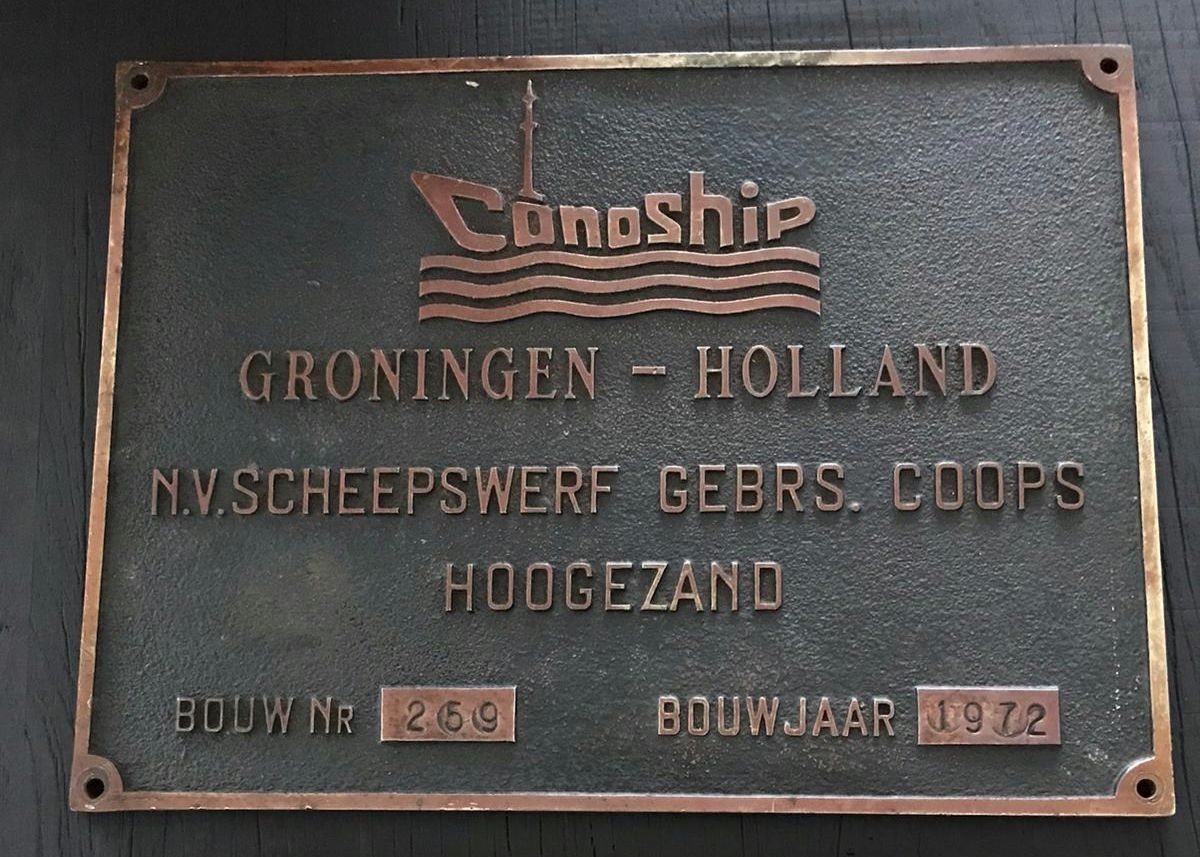 Conoship
GRONINGEN – HOLLAND
N.V. SCHEEPSWERF GEBRS. COOPS
HOOGEZAND
BOUW NR 269 BOUWJAAR 1972